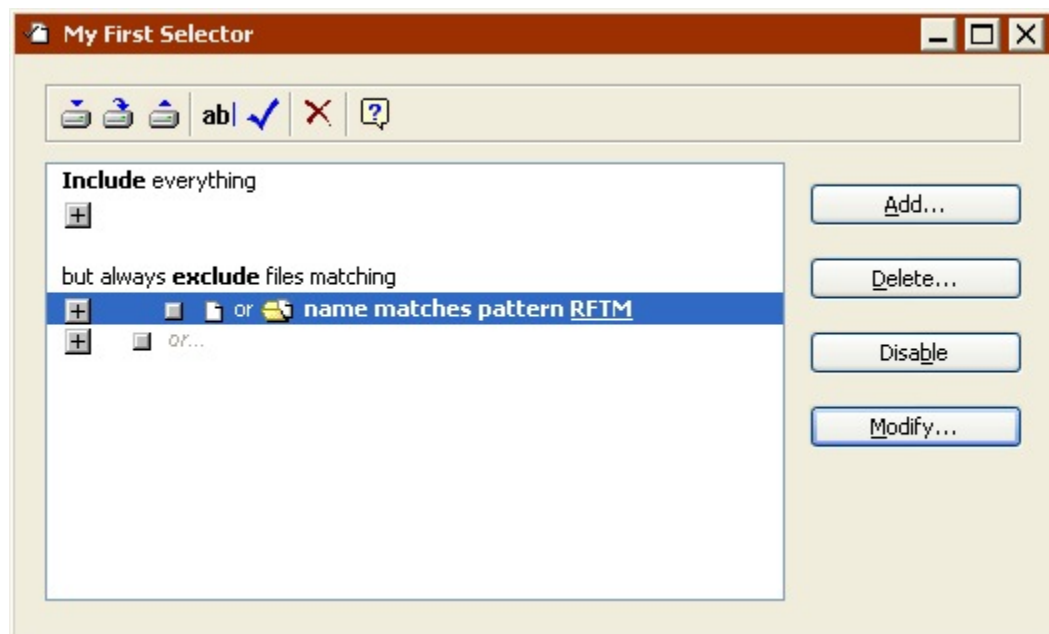 My First Selector
ab|
Include everything
but always exclude files matching
or name matches pattern RFTM
or...
Add...
Delete...
Disable
Modify...